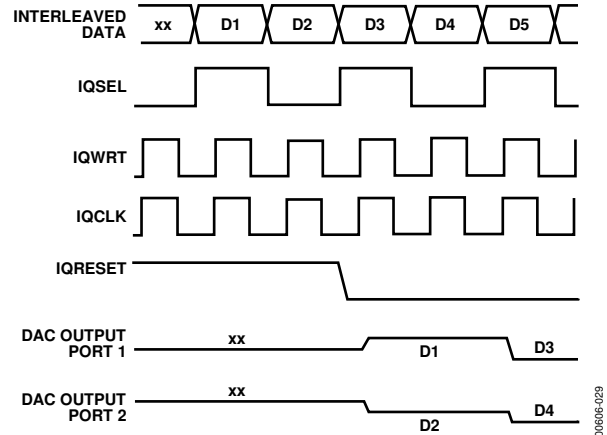 INTERLEAVED
DATA
xx D1 D2 D3 D4 D5
IQSEL
IQWRT
IQCLK
IQRESET
DAC OUTPUT
PORT 1
xx
D1
D3
DAC OUTPUT
PORT 2
xx
D2
D4
00606-029